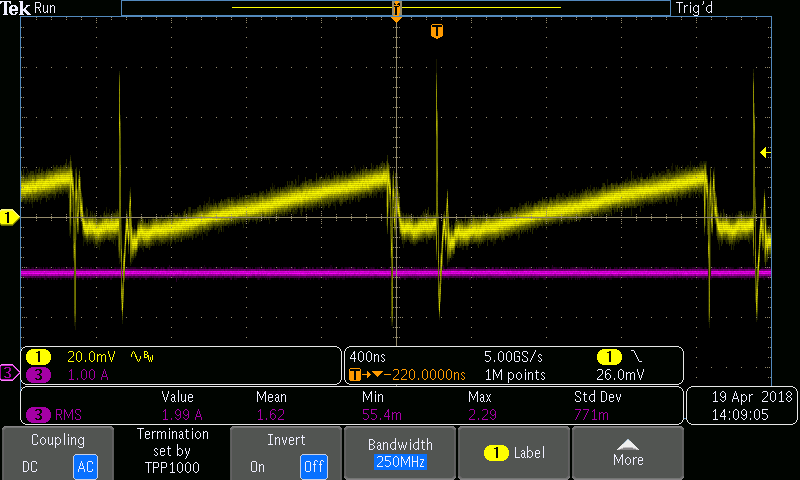 Tek Run Trig'd
T
T
1
1 20.0mV BW 400ns 5.00GS/s 1
3 3 1.00 A T→▼−220.0000ns 1M points 26.0mV
Value Mean Min Max Std Dev 19 Apr 2018
3 RMS 1.99 A 1.62 55.4m 2.29 771m 14:09:05
Coupling Termination Invert Bandwidth 1 Label More
set by 250MHz
DC AC TPP1000 On Off